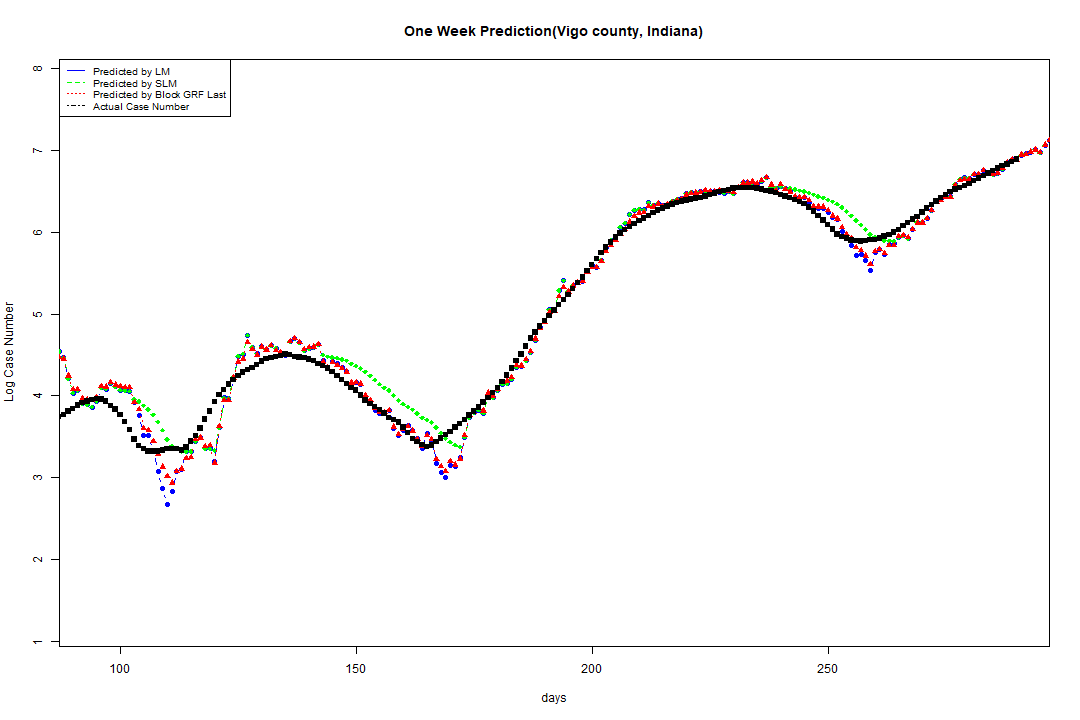 One Week Prediction(Vigo county, Indiana)
Predicted by LM
Predicted by SLM
Predicted by Block GRF Last
Actual Case Number
8
7
6
5
4
3
2
1
Log Case Number
100 150 200 250
days